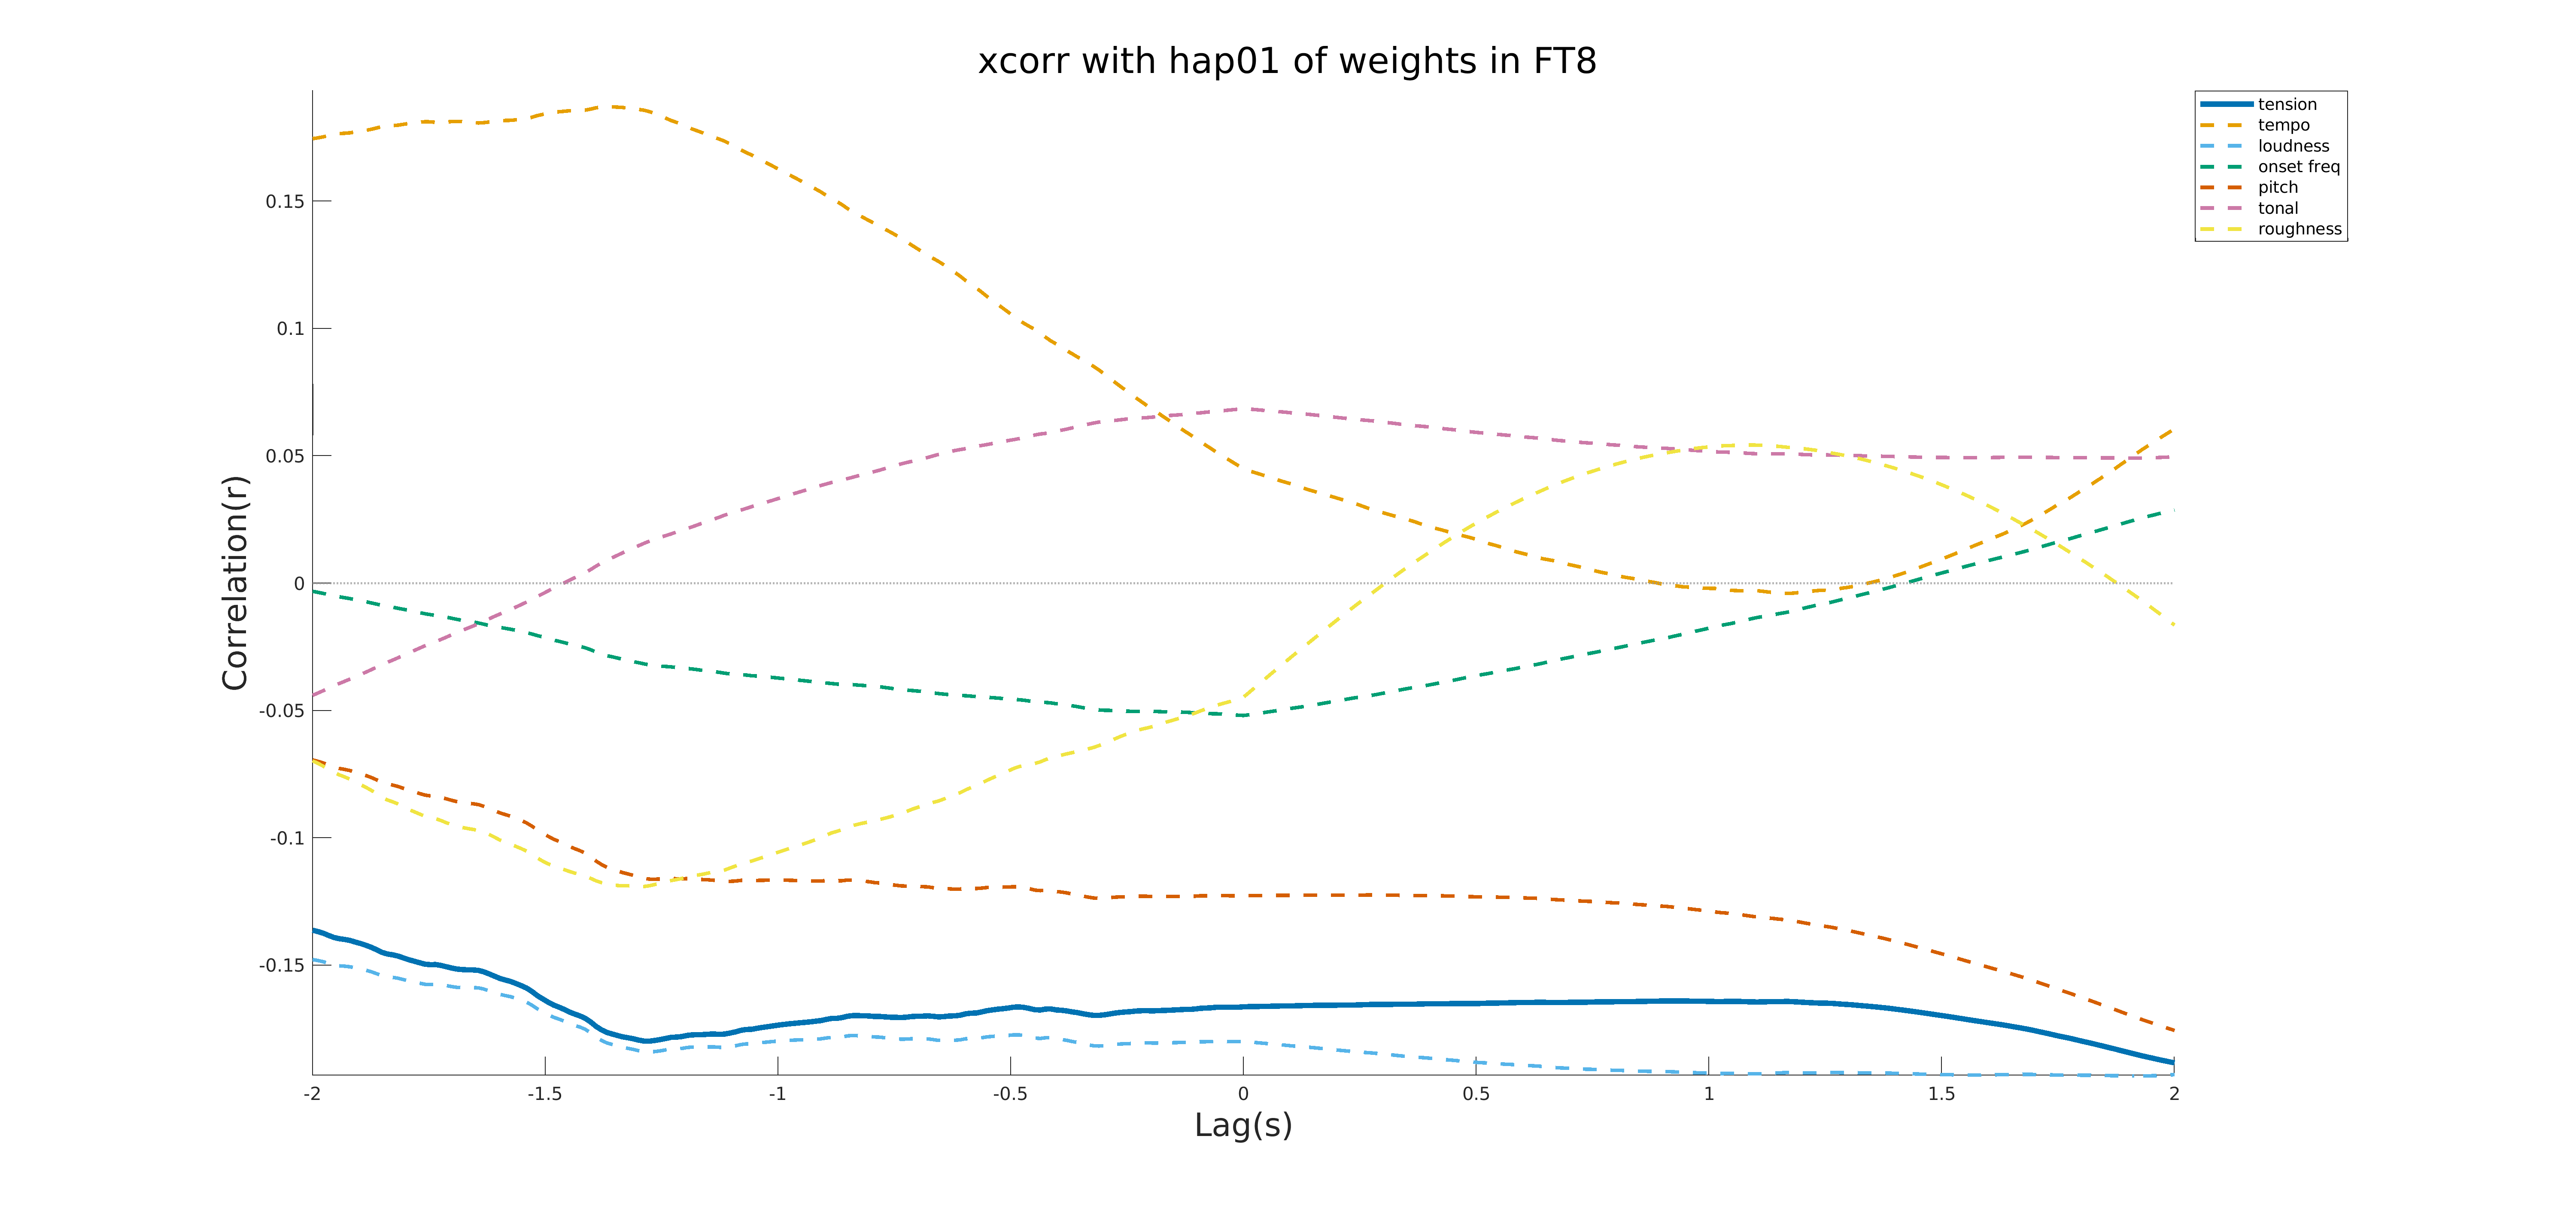 xcorr with hap01 of weights in FT8
tension
tempo
loudness
onset freq
pitch
tonal
roughness
0.15
0.1
0.05
0
-0.05
-0.1
-0.15
Correlation(r)
-2 -1.5 -1 -0.5 0 0.5 1 1.5 2
Lag(s)